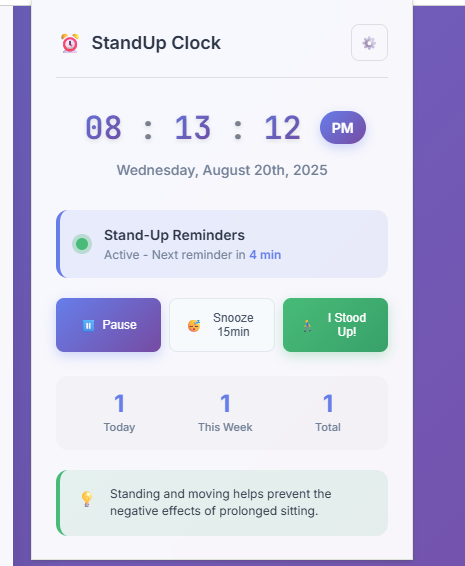 StandUp Clock
08 : 13 : 12 PM
Wednesday, August 20th, 2025
Stand-Up Reminders
Active - Next reminder in 4 min
Pause
Snooze
15min
I Stood
Up!
1 1 1
Today This Week Total
Standing and moving helps prevent the
negative effects of prolonged sitting.